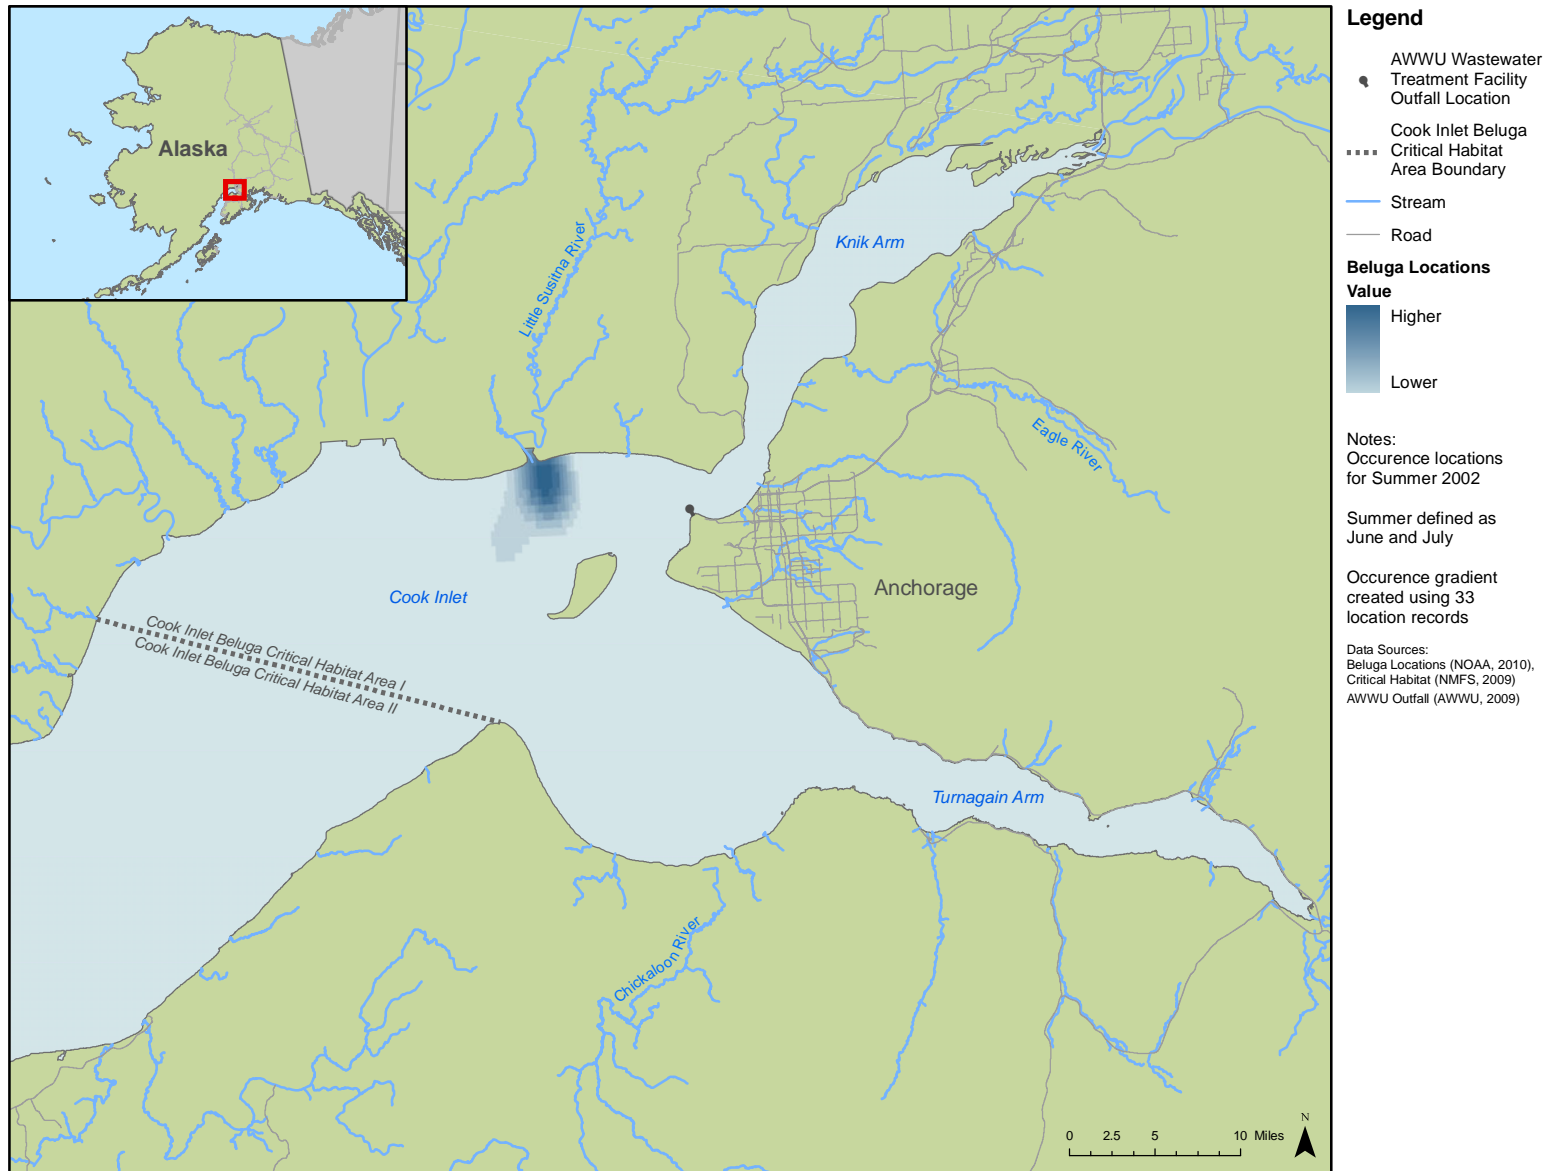 Alaska
Little Susitna River
Knik Arm
Eagle River
Anchorage
Cook Inlet
Cook Inlet Beluga Critical Habitat Area I
Cook Inlet Beluga Critical Habitat Area II
Turnagain Arm
Chickaloon River
0 2.5 5 10 Miles
N
Legend
AWWU Wastewater
Treatment Facility
Outfall Location
Cook Inlet Beluga
Critical Habitat
Area Boundary
Stream
Road
Beluga Locations
Value
Higher
Lower
Notes:
Occurence locations
for Summer 2002
Summer defined as
June and July
Occurence gradient
created using 33
location records
Data Sources:
Beluga Locations (NOAA, 2010),
Critical Habitat (NMFS, 2009)
AWWU Outfall (AWWU, 2009)